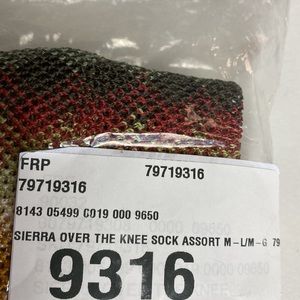 FRP 79719316
79719316
8143 05499 C019 000 9650
SIERRA OVER THE KNEE SOCK ASSORT M-L/M-G 79
9316